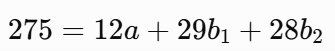 275 = 12a + 29b₁ + 28b₂